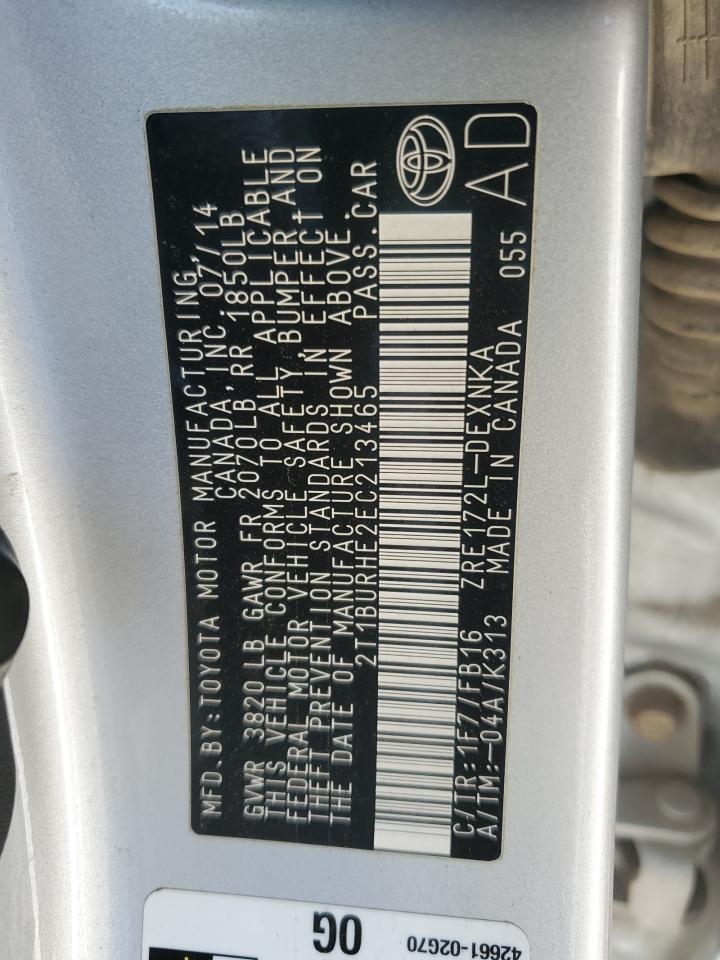 MFD.BY:TOYOTA MOTOR MANUFACTURING,
CANADA,INC.07/14
GVWR 3820 LB GAWR FR 2070LB,RR 1850LB
THIS VEHICLE CONFORMS TO ALL APPLICABLE
FEDERAL MOTOR VEHICLE SAFETY,BUMPER,AND
THEFT PREVENTION STANDARDS IN EFFECT ON
THE DATE OF MANUFACTURE SHOWN ABOVE.
2T1BURHE2EC213465 PASS.CAR
C/TR:1F7/FB16 ZRE172L-DEXNKA
A/TM:-04A/K313 MADE IN CANADA 055 AD
0G
42661-02G70